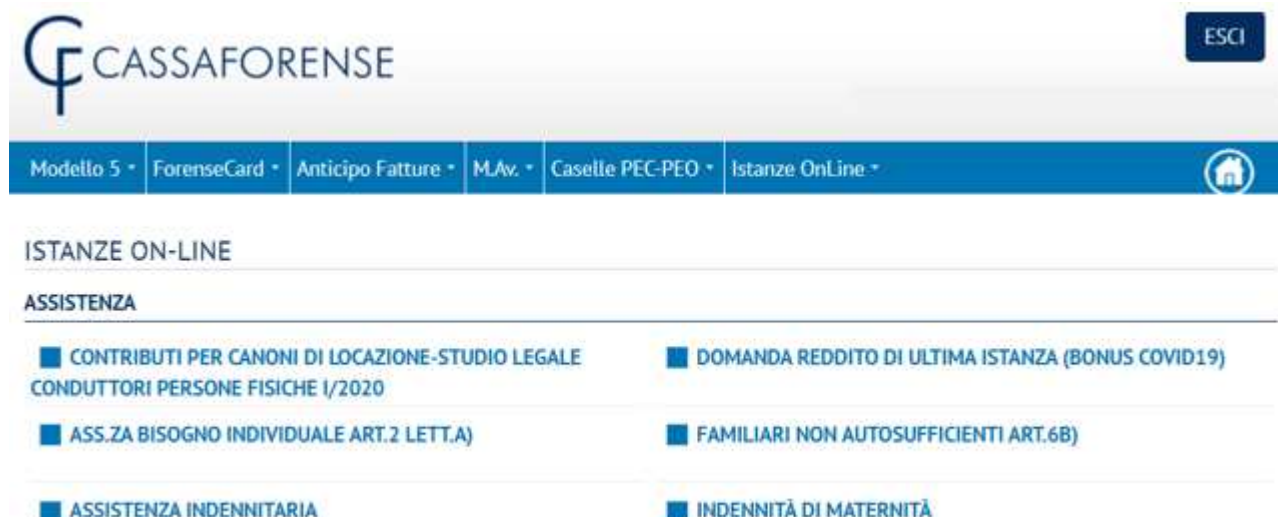 CF CASSAFORENSE
ESCI
Modello 5 ForenseCard Anticipo Fatture M.Av. Caselle PEC-PEO Istanze OnLine
ISTANZE ON-LINE
ASSISTENZA
CONTRIBUTI PER CANONI DI LOCAZIONE-STUDIO LEGALE
CONDUTTORI PERSONE FISICHE I/2020
DOMANDA REDDITO DI ULTIMA ISTANZA (BONUS COVID19)
ASS.ZA BISOGNO INDIVIDUALE ART.2 LETT.A)
FAMILIARI NON AUTOSUFFICIENTI ART.6B)
ASSISTENZA INDENNITARIA
INDENNITÀ DI MATERNITÀ